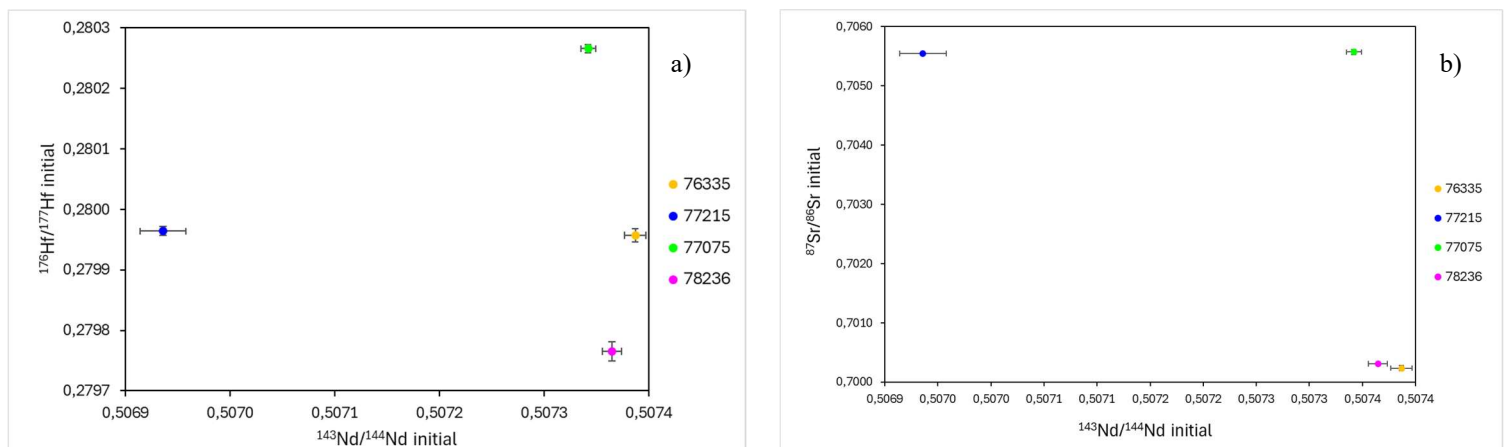 0,2803
0,2802
0,2801
0,2800
0,2799
0,2798
0,2797
¹⁷⁶Hf/¹⁷⁷Hf initial
0,5069 0,5070 0,5071 0,5072 0,5073 0,5074
¹⁴³Nd/¹⁴⁴Nd initial
a)
76335
77215
77075
78236
0,7060
0,7050
0,7040
0,7030
0,7020
0,7010
0,7000
⁸⁷Sr/⁸⁶Sr initial
0,5069 0,5070 0,5070 0,5071 0,5071 0,5072 0,5072 0,5073 0,5073 0,5074 0,5074
¹⁴³Nd/¹⁴⁴Nd initial
b)
76335
77215
77075
78236